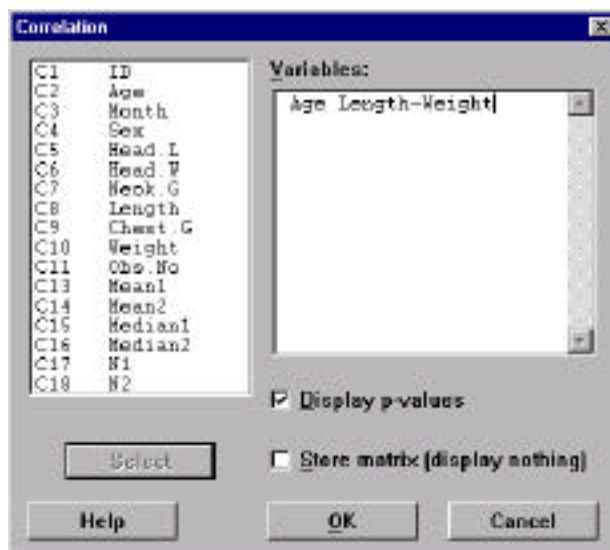 Correlation
C1 ID
C2 Age
C3 Month
C4 Sex
C5 Head.L
C6 Head.W
C7 Neck.G
C8 Length
C9 Chest.G
C10 Weight
C11 Obs.No
C13 Mean1
C14 Mean2
C15 Median1
C16 Median2
C17 N1
C18 N2
Variables:
Age Length-Weight
Display p-values
Store matrix (display nothing)
Select
Help
OK
Cancel